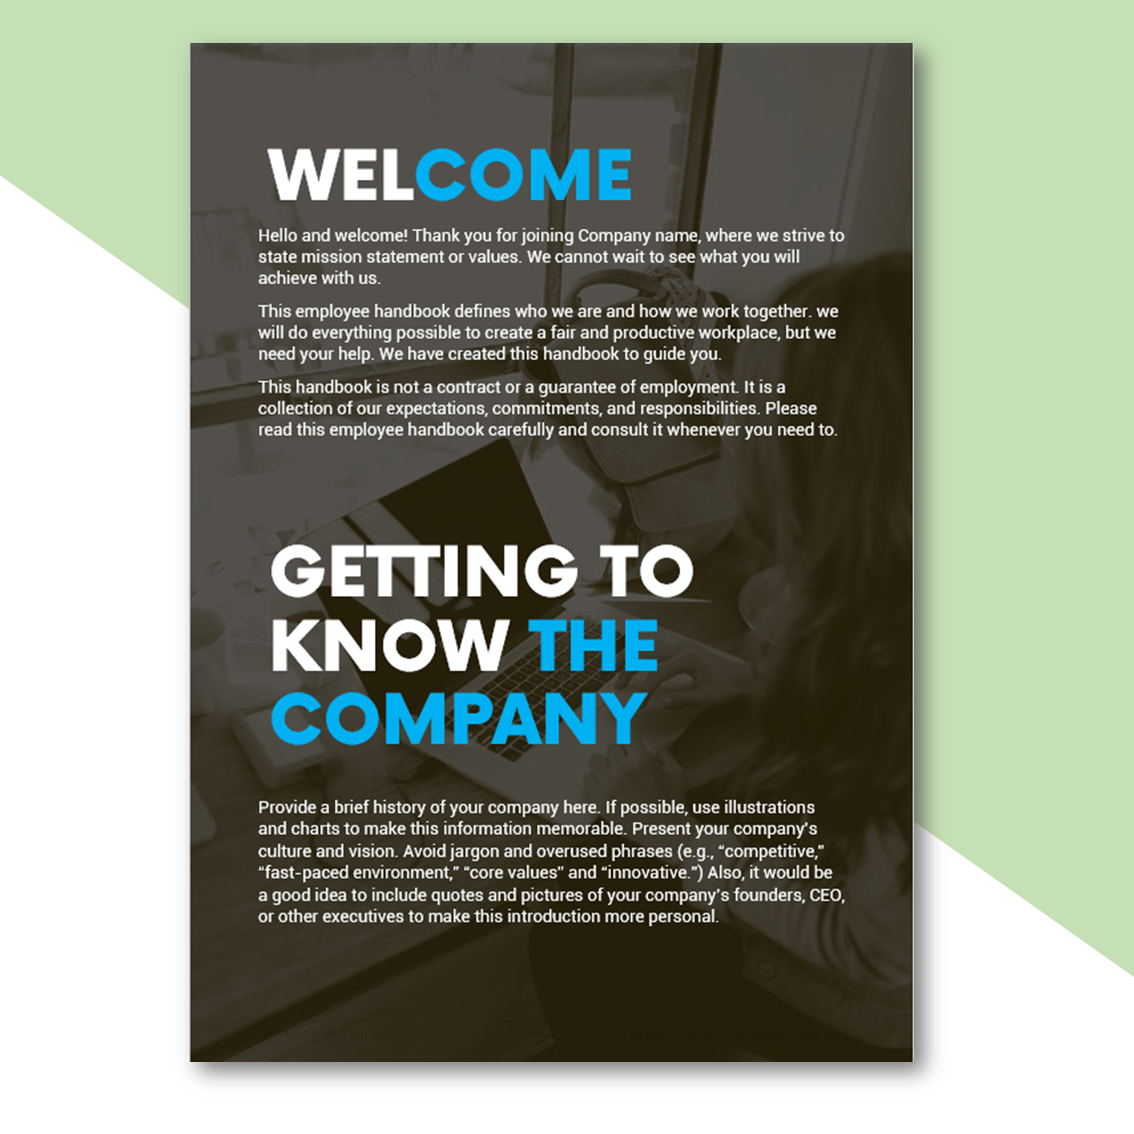 WELCOME
Hello and welcome! Thank you for joining Company name, where we strive to
state mission statement or values. We cannot wait to see what you will
achieve with us.
This employee handbook defines who we are and how we work together. we
will do everything possible to create a fair and productive workplace, but we
need your help. We have created this handbook to guide you.
This handbook is not a contract or a guarantee of employment. It is a
collection of our expectations, commitments, and responsibilities. Please
read this employee handbook carefully and consult it whenever you need to.
GETTING TO
KNOW THE
COMPANY
Provide a brief history of your company here. If possible, use illustrations
and charts to make this information memorable. Present your company's
culture and vision. Avoid jargon and overused phrases (e.g., “competitive,”
“fast-paced environment,” “core values” and “innovative.”) Also, it would be
a good idea to include quotes and pictures of your company's founders, CEO,
or other executives to make this introduction more personal.